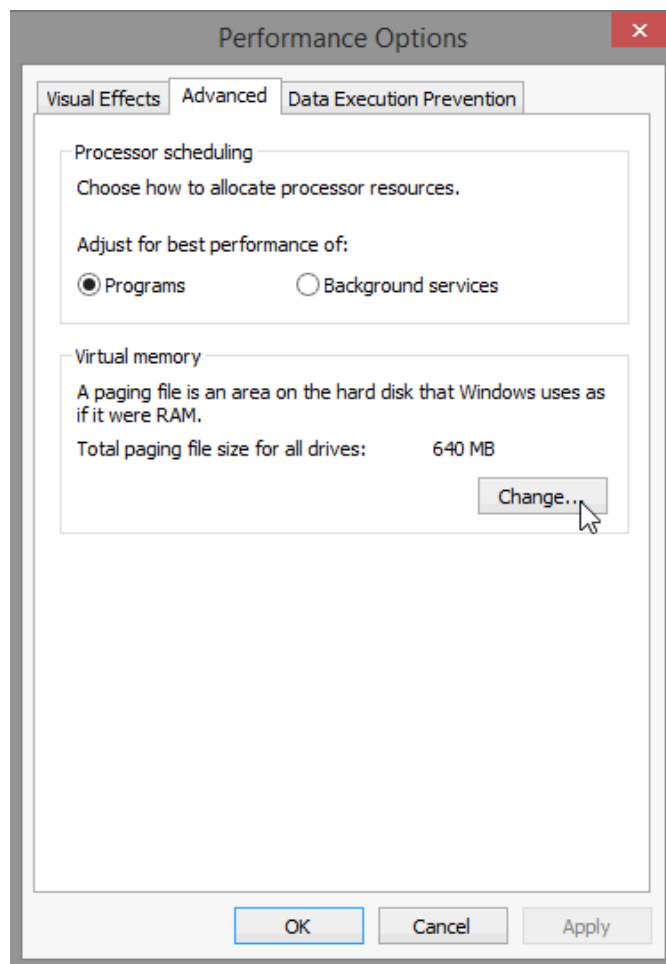 Performance Options
Visual Effects
Advanced
Data Execution Prevention
Processor scheduling
Choose how to allocate processor resources.
Adjust for best performance of:
Programs
Background services
Virtual memory
A paging file is an area on the hard disk that Windows uses as
if it were RAM.
Total paging file size for all drives: 640 MB
Change...
OK
Cancel
Apply